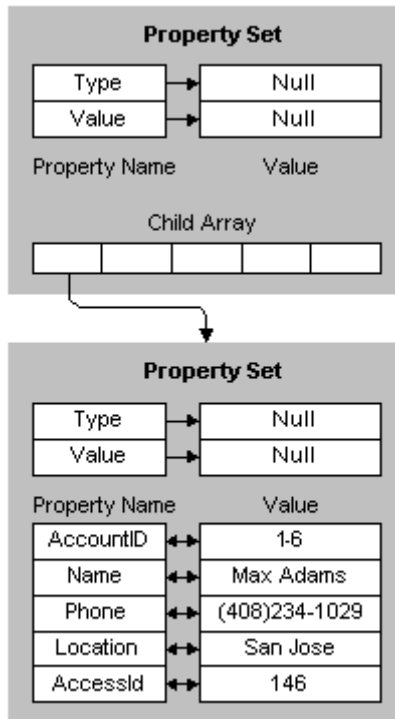 Property Set
Type Null
Value Null
Property Name Value
Child Array
Property Set
Type Null
Value Null
Property Name Value
AccountID 1-6
Name Max Adams
Phone (408)234-1029
Location San Jose
AccessId 146